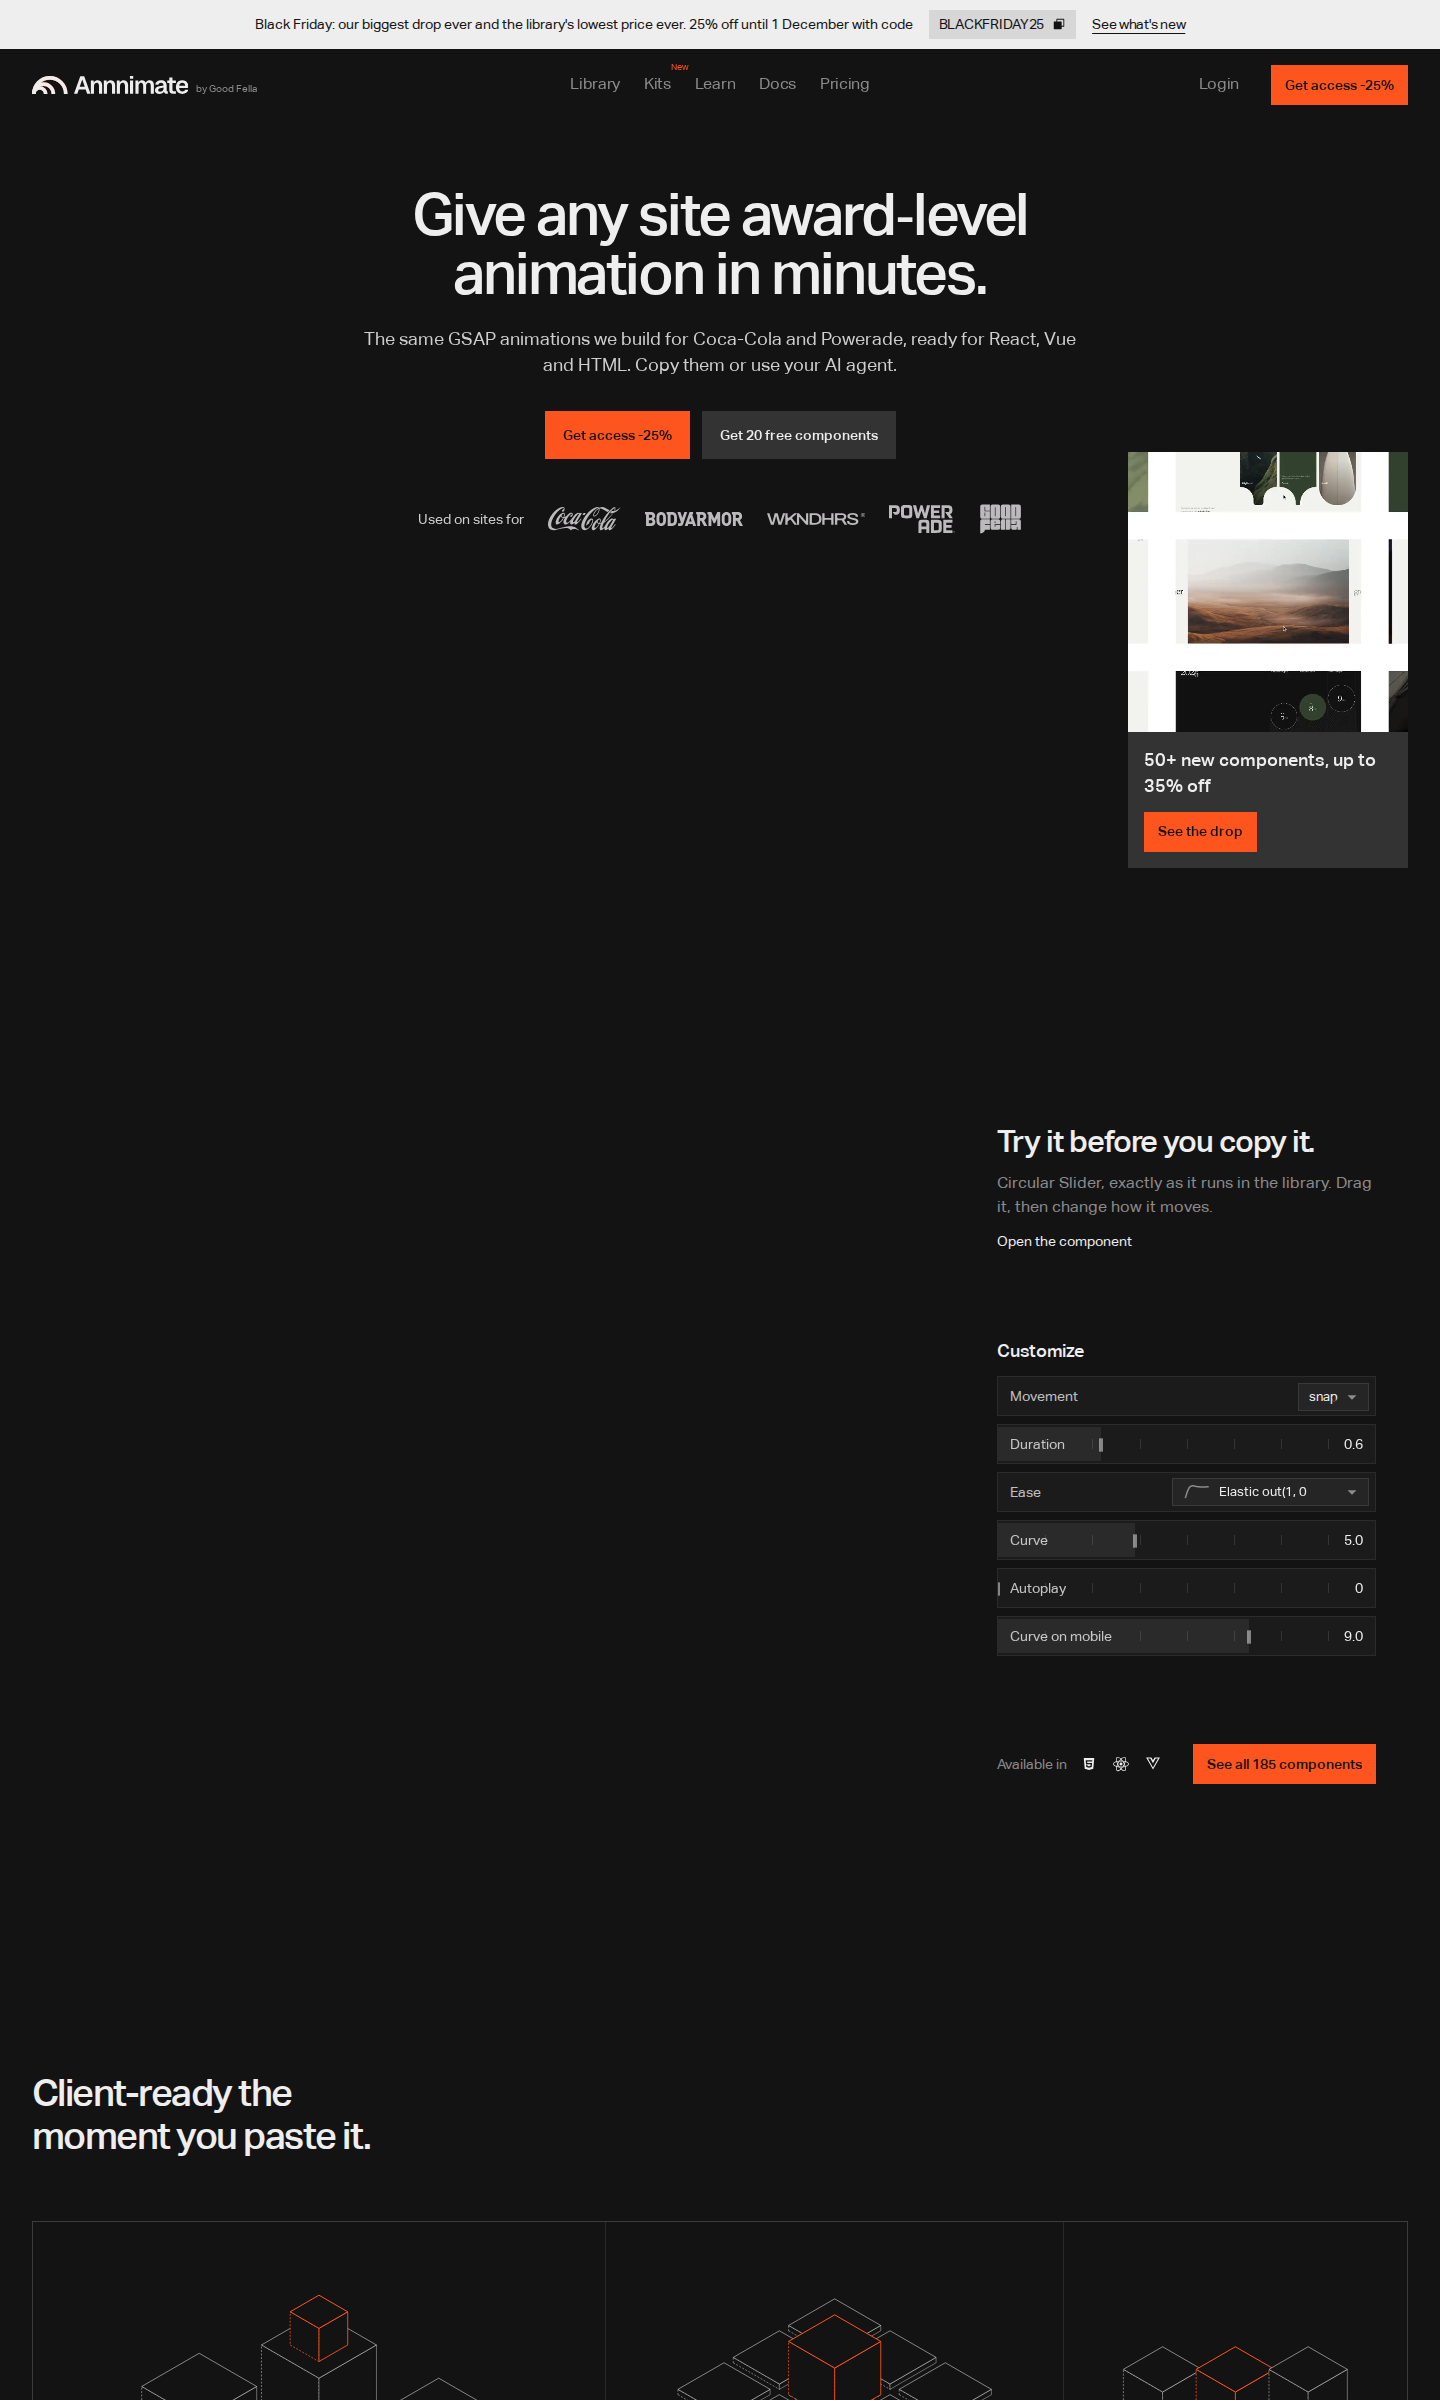 Black Friday: our biggest drop ever and the library's lowest price ever. 25% off until 1 December with code
BLACKFRIDAY25
See what's new
Annnimate
by Good Fella
Library
Kits
New
Learn
Docs
Pricing
Login
Get access -25%
Give any site award-level
animation in minutes.
The same GSAP animations we build for Coca-Cola and Powerade, ready for React, Vue
and HTML. Copy them or use your AI agent.
Get access -25%
Get 20 free components
Used on sites for
Coca-Cola
BODYARMOR
WKNDHRS
POWER
ADE
GOOD
FELLA
50+ new components, up to
35% off
See the drop
Try it before you copy it.
Circular Slider, exactly as it runs in the library. Drag
it, then change how it moves.
Open the component
Customize
Movement
snap
Duration
0.6
Ease
Elastic out(1, 0
Curve
5.0
Autoplay
0
Curve on mobile
9.0
Available in
See all 185 components
Client-ready the
moment you paste it.